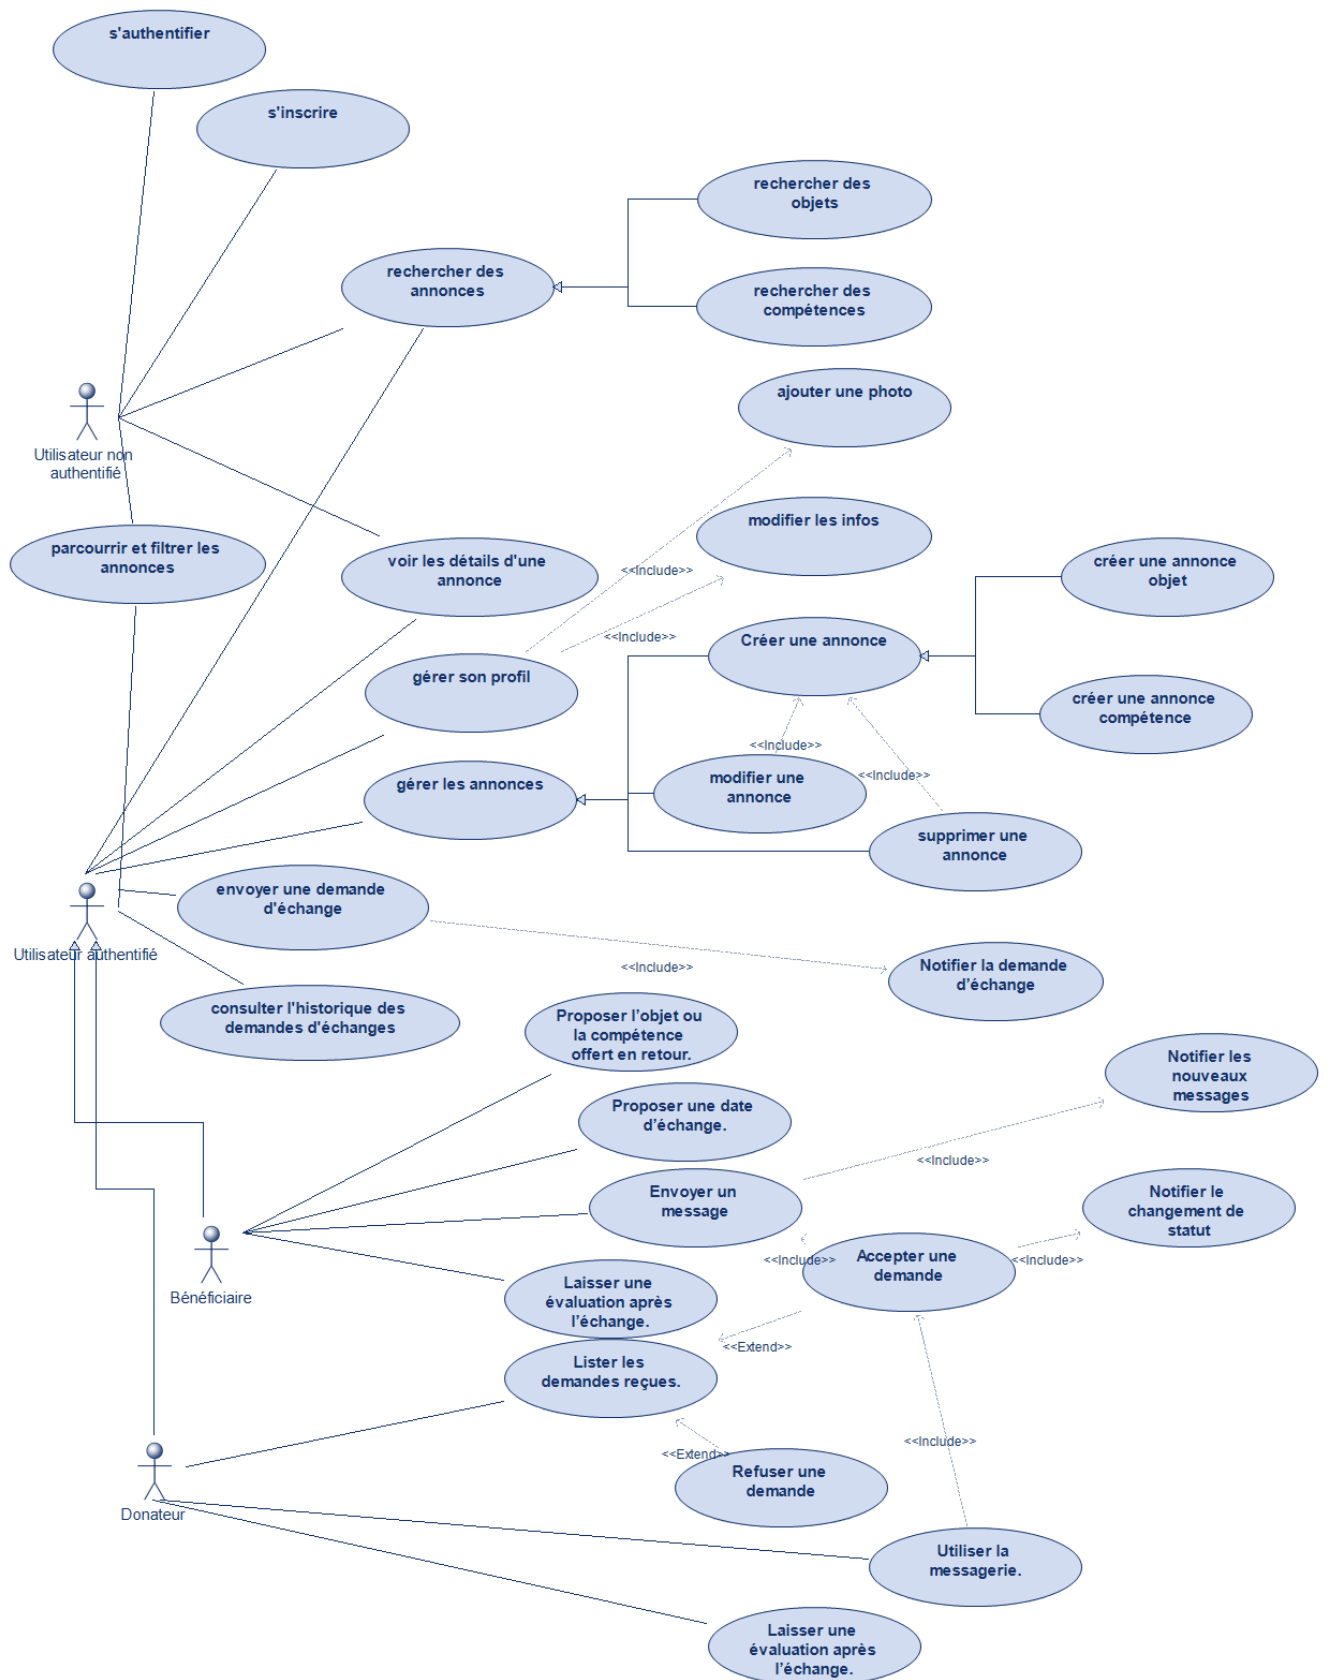 s'authentifier
s'inscrire
rechercher des
objets
rechercher des
annonces
rechercher des
compétences
ajouter une photo
Utilisateur non
authentifié
modifier les infos
parcourrir et filtrer les
annonces
voir les détails d'une
annonce
<<Include>>
créer une annonce
objet
<<Include>>
Créer une annonce
gérer son profil
créer une annonce
compétence
<<Include>>
<<Include>>
gérer les annonces
modifier une
annonce
supprimer une
annonce
envoyer une demande
d'échange
Utilisateur authentifié
<<Include>>
Notifier la demande
d’échange
consulter l'historique des
demandes d'échanges
Proposer l’objet ou
la compétence
offert en retour.
Notifier les
nouveaux
messages
Proposer une date
d’échange.
<<Include>>
Envoyer un
message
Notifier le
changement de
statut
<<Include>>
Accepter une
demande
<<Include>>
Bénéficiaire
Laisser une
évaluation après
l’échange.
<<Extend>>
Lister les
demandes reçues.
<<Include>>
<<Extend>>
Refuser une
demande
Donateur
Utiliser la
messagerie.
Laisser une
évaluation après
l’échange.